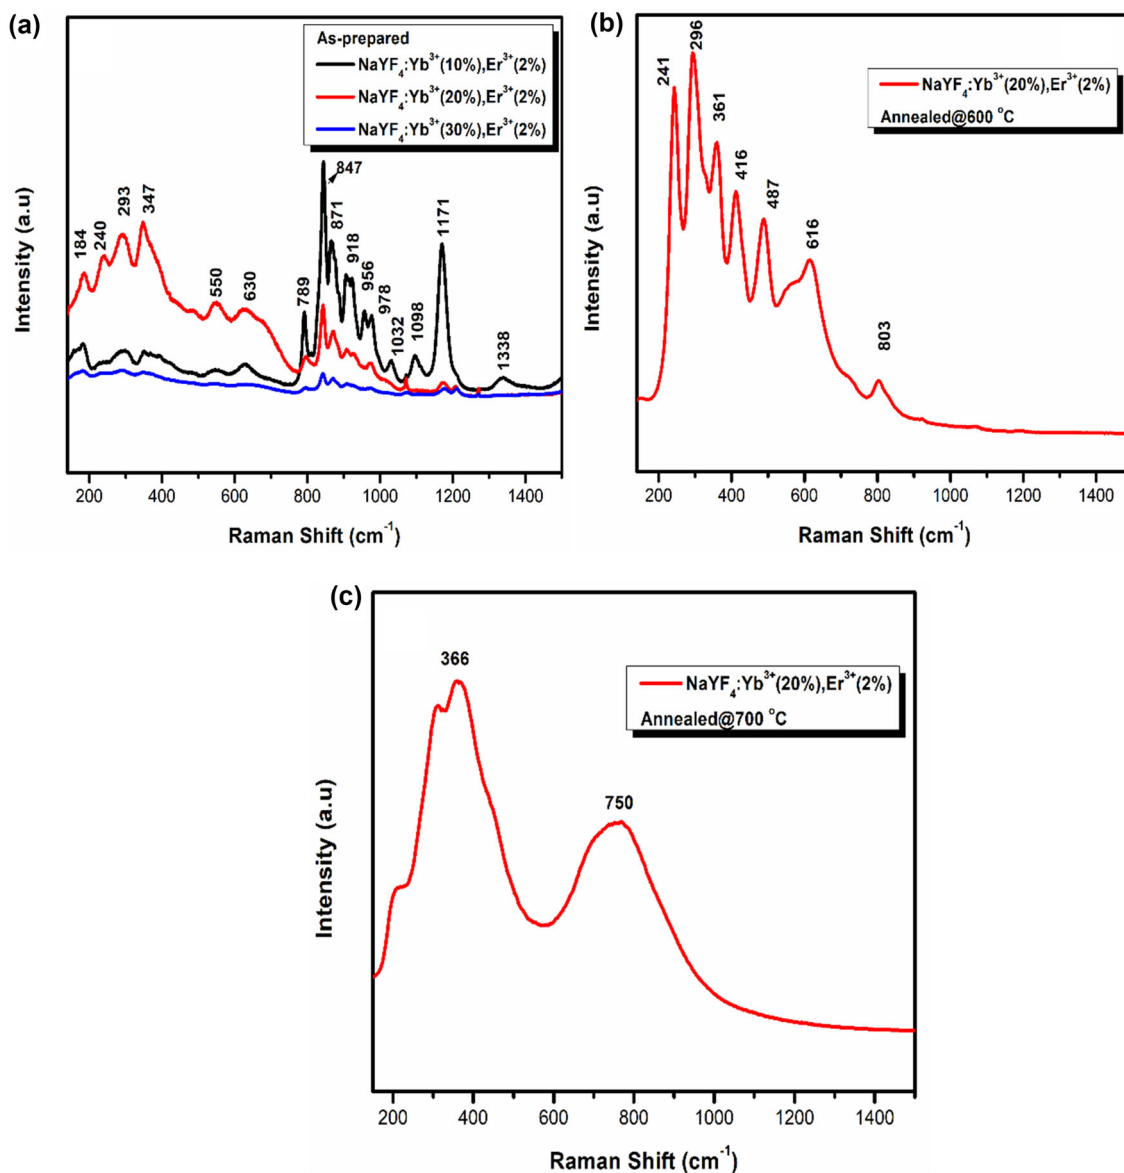 (a)
As-prepared
NaYF₄:Yb³⁺(10%),Er³⁺(2%)
NaYF₄:Yb³⁺(20%),Er³⁺(2%)
NaYF₄:Yb³⁺(30%),Er³⁺(2%)
184
240
293
347
550
630
789
847
871
918
956
978
1032
1098
1171
1338
Intensity (a.u)
200 400 600 800 1000 1200 1400
Raman Shift (cm⁻¹)
(b)
NaYF₄:Yb³⁺(20%),Er³⁺(2%)
Annealed@600 °C
241
296
361
416
487
616
803
Intensity (a.u)
200 400 600 800 1000 1200 1400
Raman Shift (cm⁻¹)
(c)
NaYF₄:Yb³⁺(20%),Er³⁺(2%)
Annealed@700 °C
366
750
Intensity (a.u)
200 400 600 800 1000 1200 1400
Raman Shift (cm⁻¹)